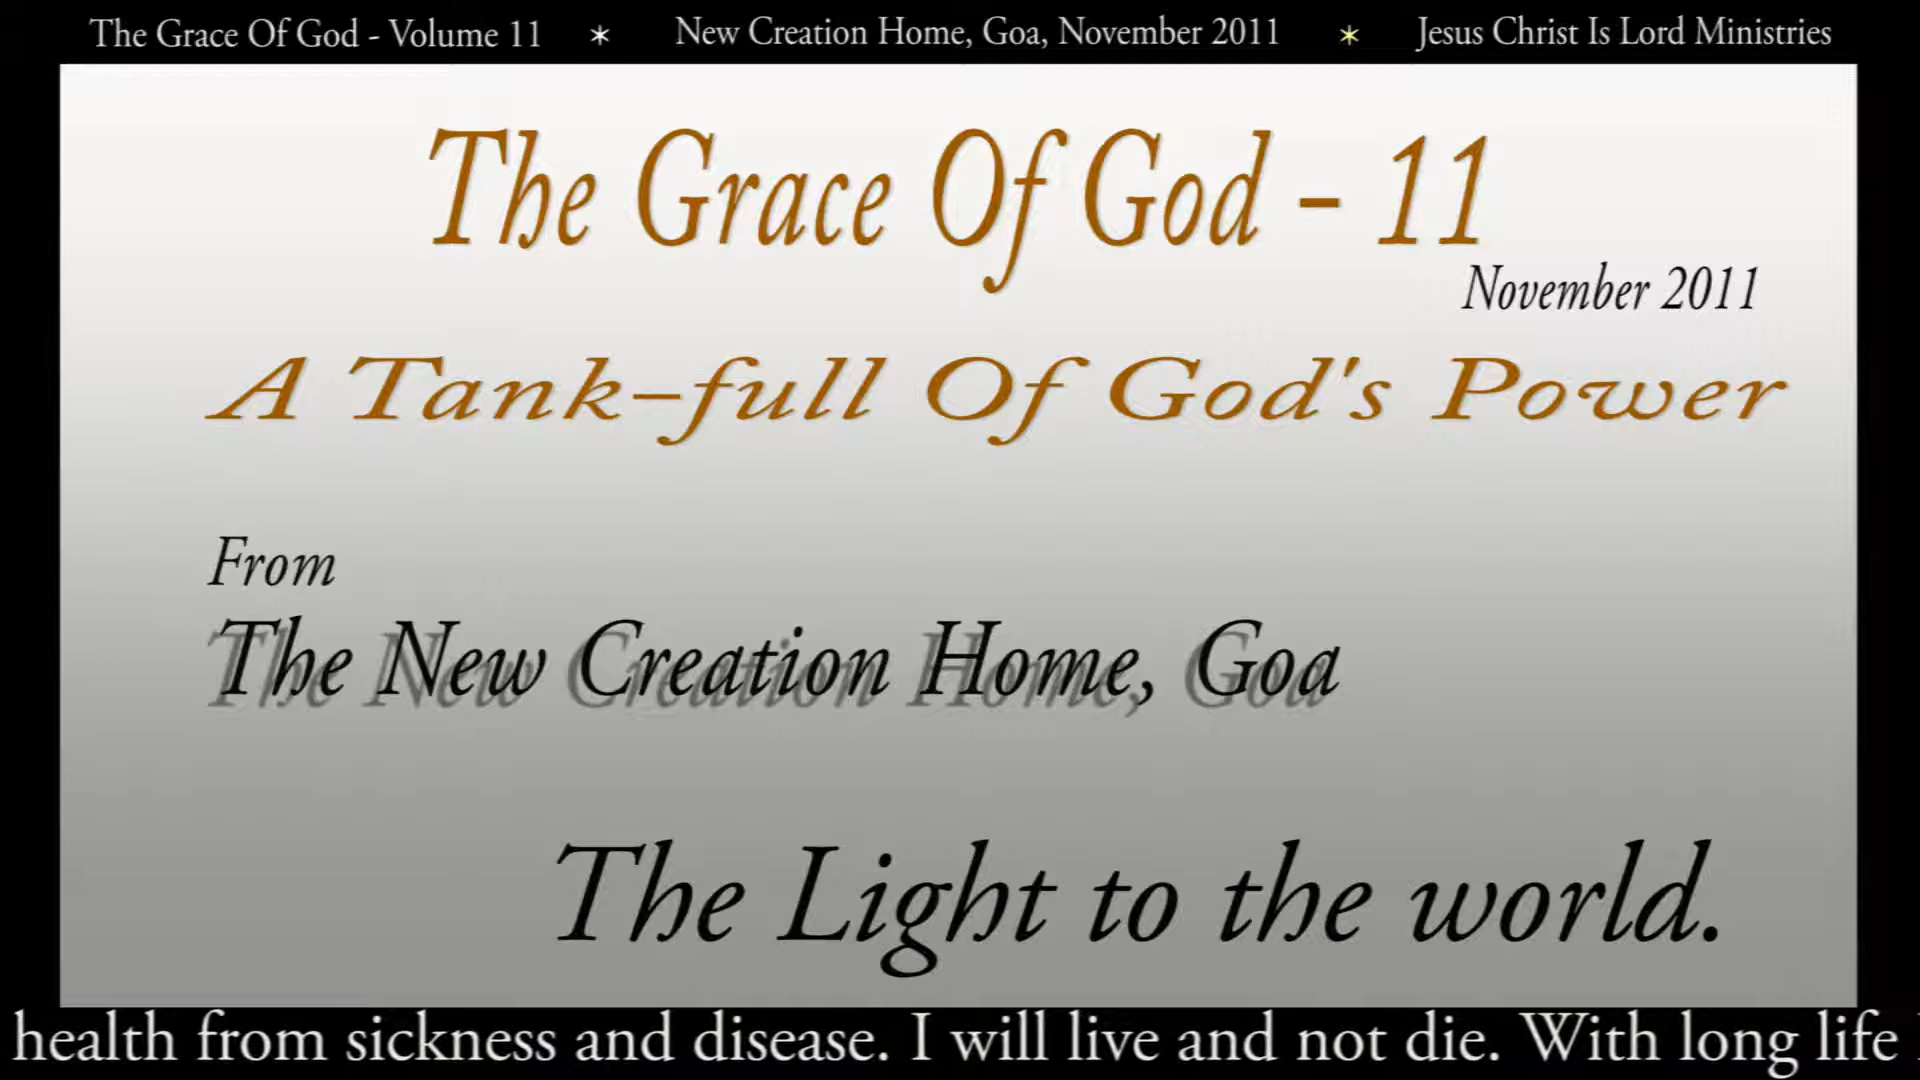 The Grace Of God - Volume 11 * New Creation Home, Goa, November 2011 * Jesus Christ Is Lord Ministries
The Grace Of God - 11
November 2011
A Tank-full Of God's Power
From
The New Creation Home, Goa
The Light to the world.
health from sickness and disease. I will live and not die. With long life